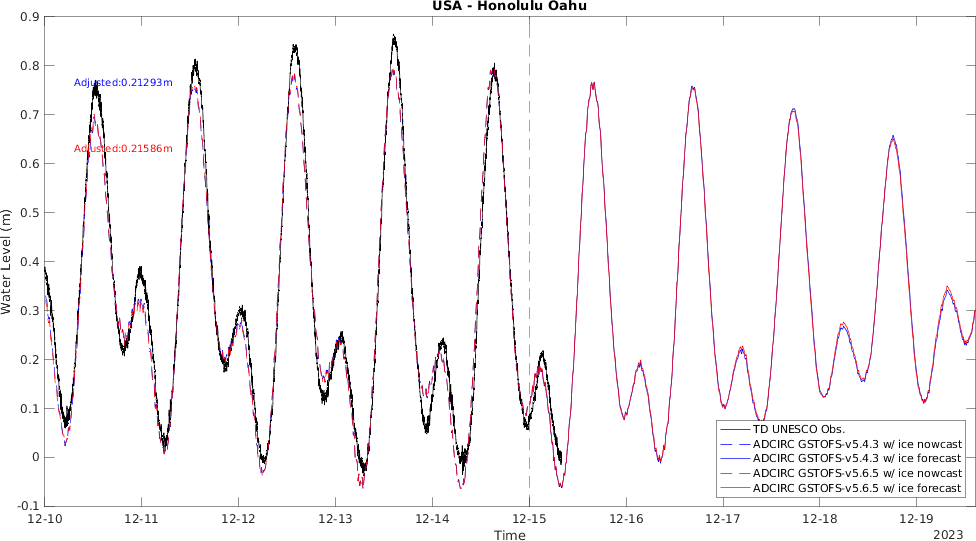 USA - Honolulu Oahu
0.9
0.8
0.7
0.6
0.5
0.4
0.3
0.2
0.1
0
-0.1
Water Level (m)
Adjusted:0.21293m
Adjusted:0.21586m
TD UNESCO Obs.
ADCIRC GSTOFS-v5.4.3 w/ ice nowcast
ADCIRC GSTOFS-v5.4.3 w/ ice forecast
ADCIRC GSTOFS-v5.6.5 w/ ice nowcast
ADCIRC GSTOFS-v5.6.5 w/ ice forecast
12-10 12-11 12-12 12-13 12-14 12-15 12-16 12-17 12-18 12-19
Time
2023